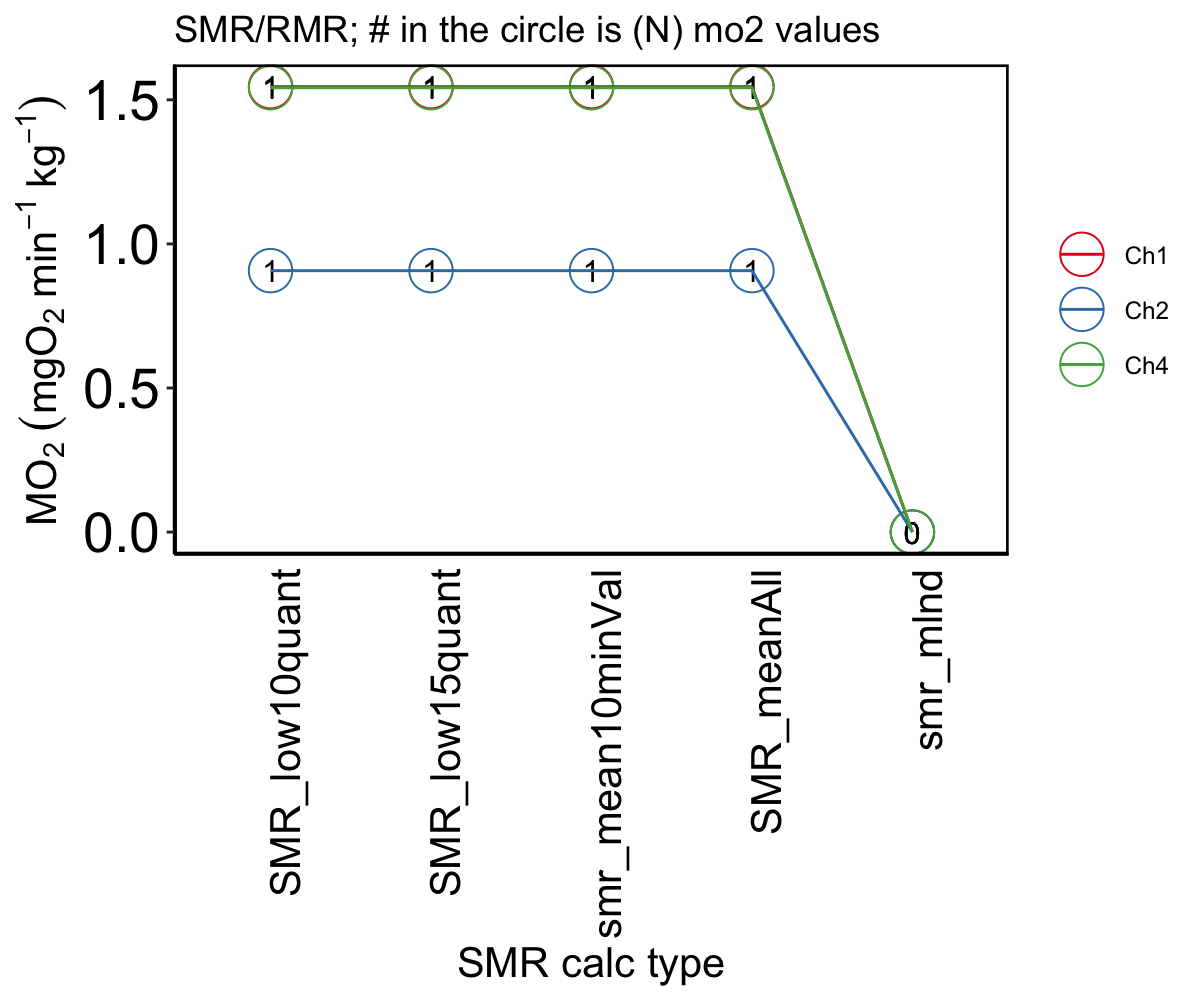 SMR/RMR; # in the circle is (N) mo2 values
MO₂ (mgO₂ min⁻¹ kg⁻¹)
1.5
1.0
0.5
0.0
1 1 1 1
1 1 1 1
0
Ch1
Ch2
Ch4
SMR_low10quant
SMR_low15quant
smr_mean10minVal
SMR_meanAll
smr_mlnd
SMR calc type